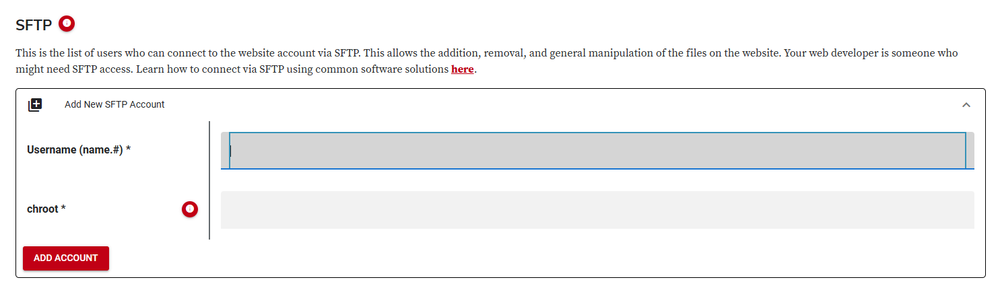 SFTP
This is the list of users who can connect to the website account via SFTP. This allows the addition, removal, and general manipulation of the files on the website. Your web developer is someone who
might need SFTP access. Learn how to connect via SFTP using common software solutions here.
Add New SFTP Account
Username (name.#) *
chroot *
ADD ACCOUNT